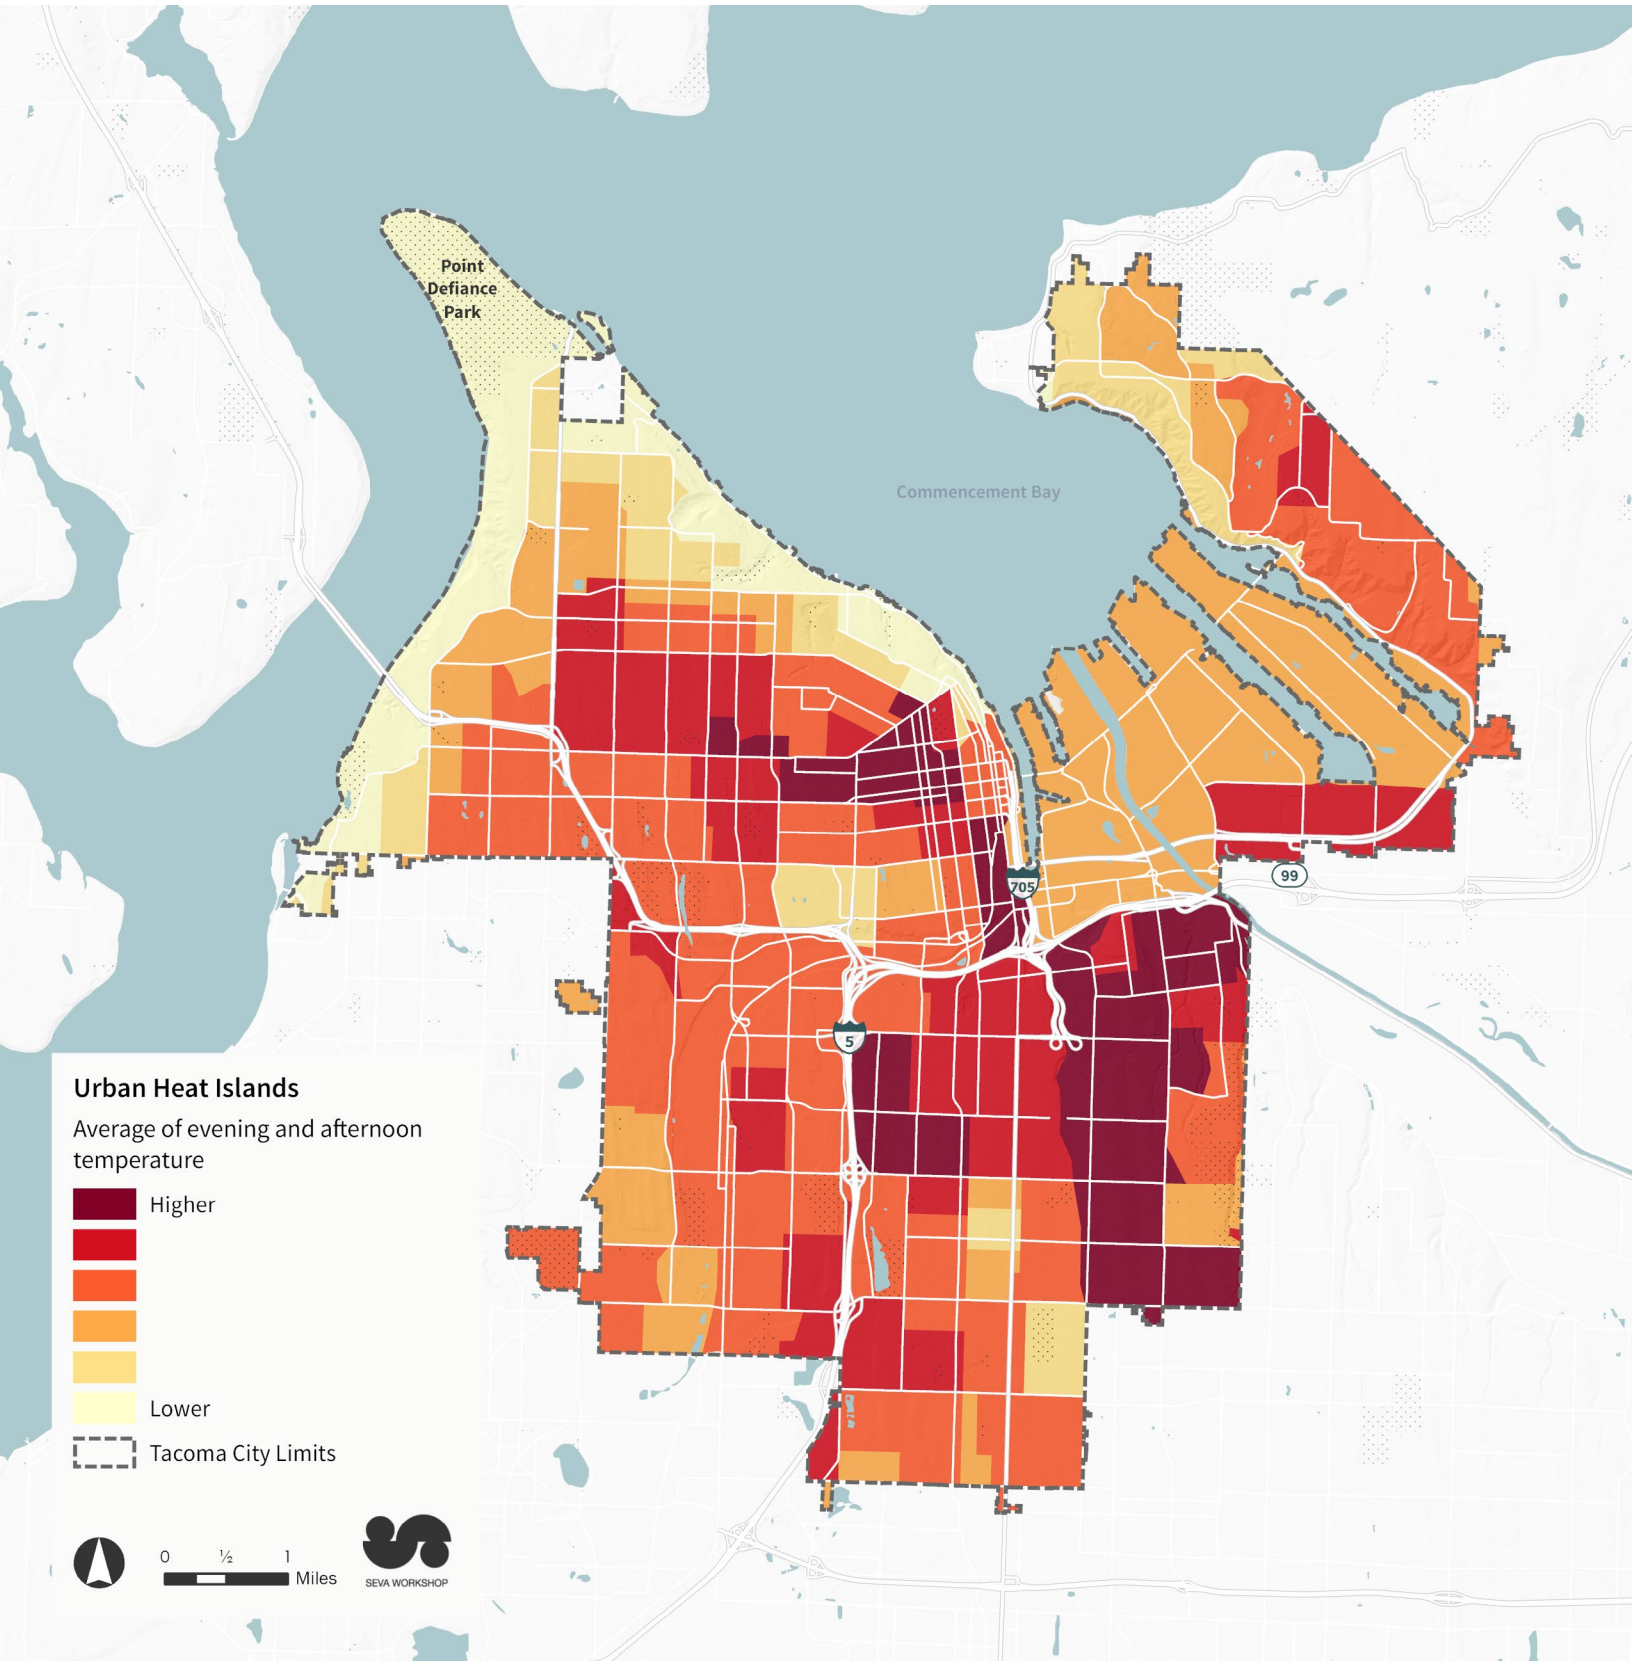 Point
Defiance
Park
Commencement Bay
705
99
5
Urban Heat Islands
Average of evening and afternoon
temperature
Higher
Lower
Tacoma City Limits
0 ½ 1
Miles
SEVA WORKSHOP